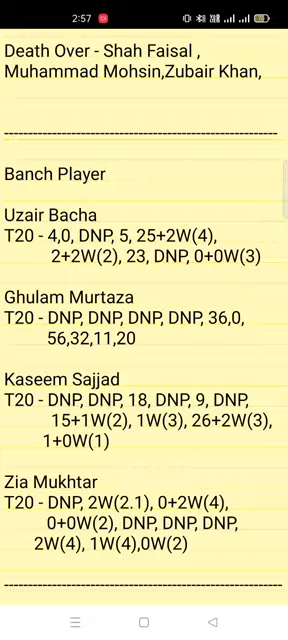 2:57
Death Over - Shah Faisal ,
Muhammad Mohsin,Zubair Khan,
----------------------------------------------------------
Banch Player
Uzair Bacha
T20 - 4,0, DNP, 5, 25+2W(4),
2+2W(2), 23, DNP, 0+0W(3)
Ghulam Murtaza
T20 - DNP, DNP, DNP, DNP, 36,0,
56,32,11,20
Kaseem Sajjad
T20 - DNP, DNP, 18, DNP, 9, DNP,
15+1W(2), 1W(3), 26+2W(3),
1+0W(1)
Zia Mukhtar
T20 - DNP, 2W(2.1), 0+2W(4),
0+0W(2), DNP, DNP, DNP,
2W(4), 1W(4),0W(2)
-----------------------------------------------------------